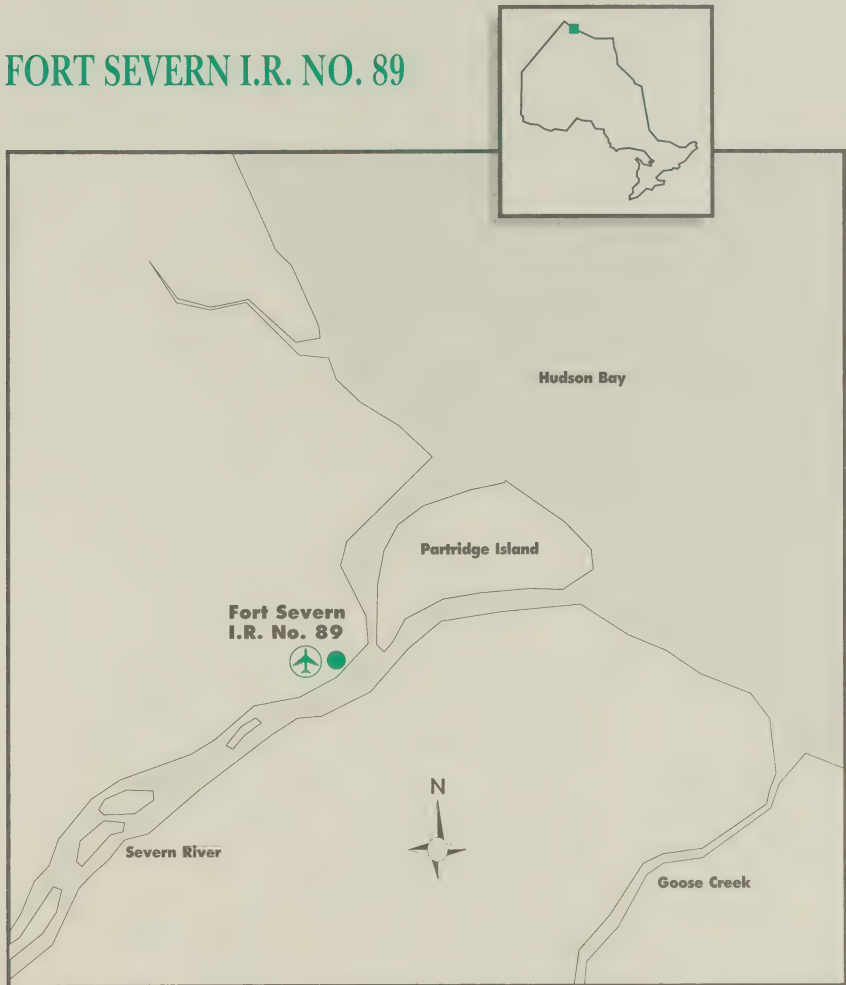 FORT SEVERN I.R. NO. 89
Hudson Bay
Partridge Island
Fort Severn
I.R. No. 89
N
Severn River
Goose Creek